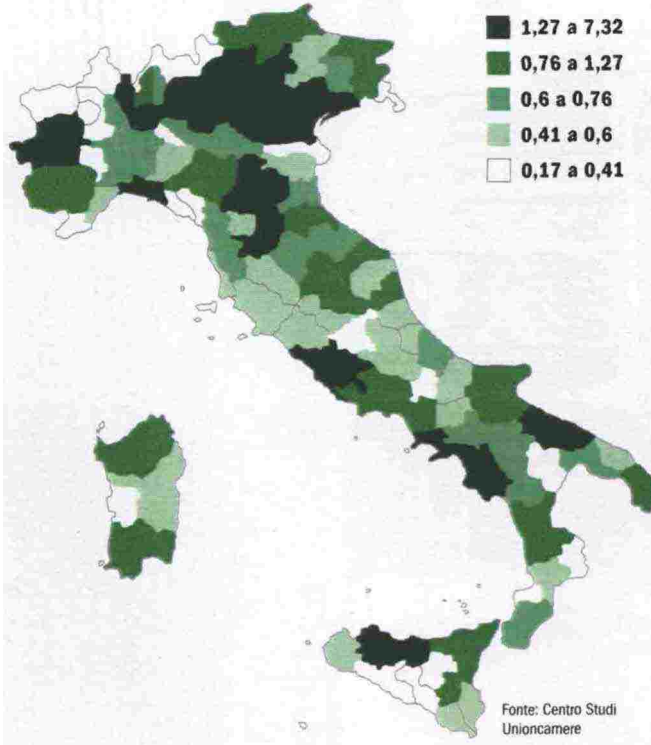 1,27 a 7,32
0,76 a 1,27
0,6 a 0,76
0,41 a 0,6
0,17 a 0,41
Fonte: Centro Studi
Unioncamere